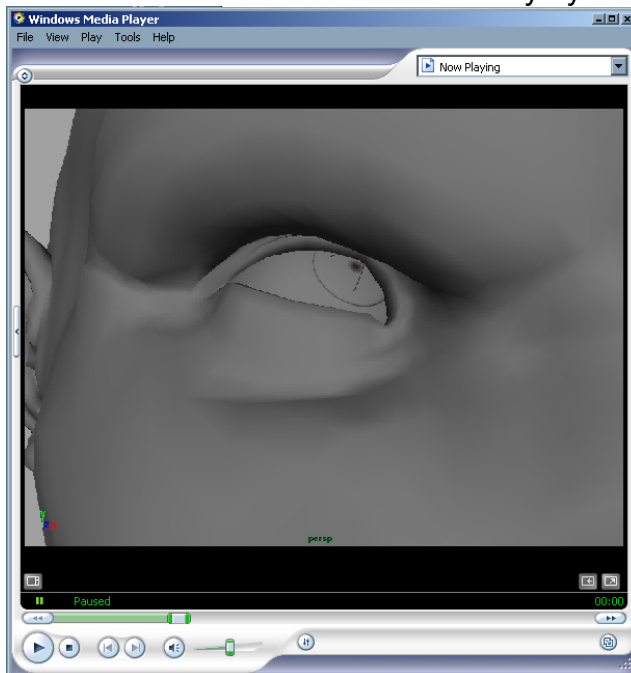 Windows Media Player
File View Play Tools Help
Now Playing
persp
Paused
00:00